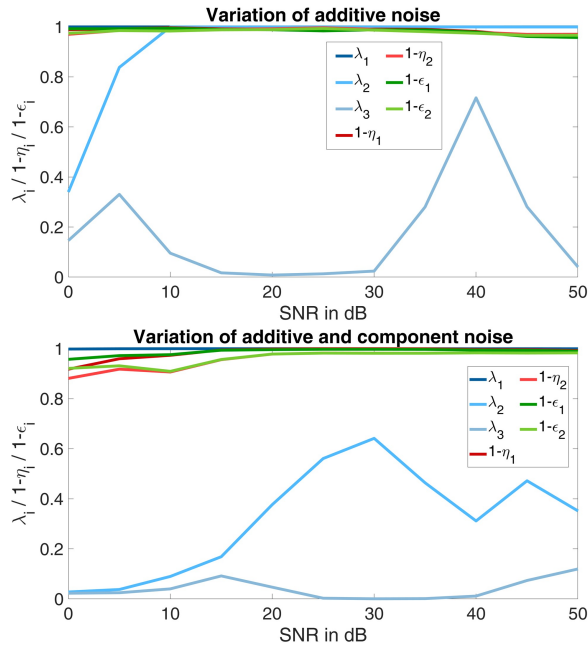 Variation of additive noise
λ1 1-η2
λ2 1-ϵ1
λ3 1-ϵ2
1-η1
λi / 1-ηi / 1-ϵi
1
0.8
0.6
0.4
0.2
0
0 10 20 30 40 50
SNR in dB
Variation of additive and component noise
λ1 1-η2
λ2 1-ϵ1
λ3 1-ϵ2
1-η1
λi / 1-ηi / 1-ϵi
1
0.8
0.6
0.4
0.2
0
0 10 20 30 40 50
SNR in dB